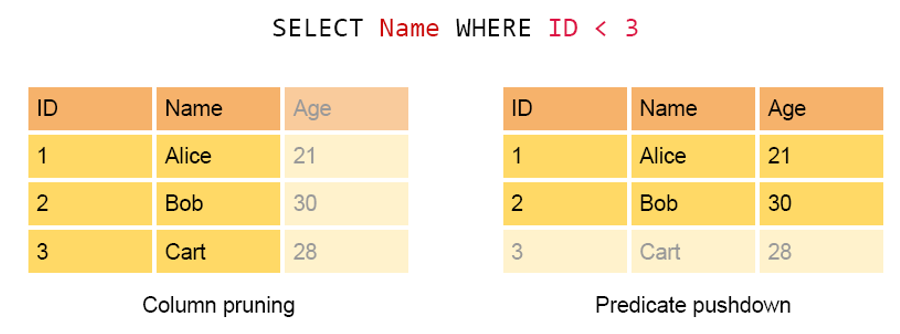 SELECT Name WHERE ID < 3
ID Name Age
1 Alice 21
2 Bob 30
3 Cart 28
Column pruning
ID Name Age
1 Alice 21
2 Bob 30
3 Cart 28
Predicate pushdown